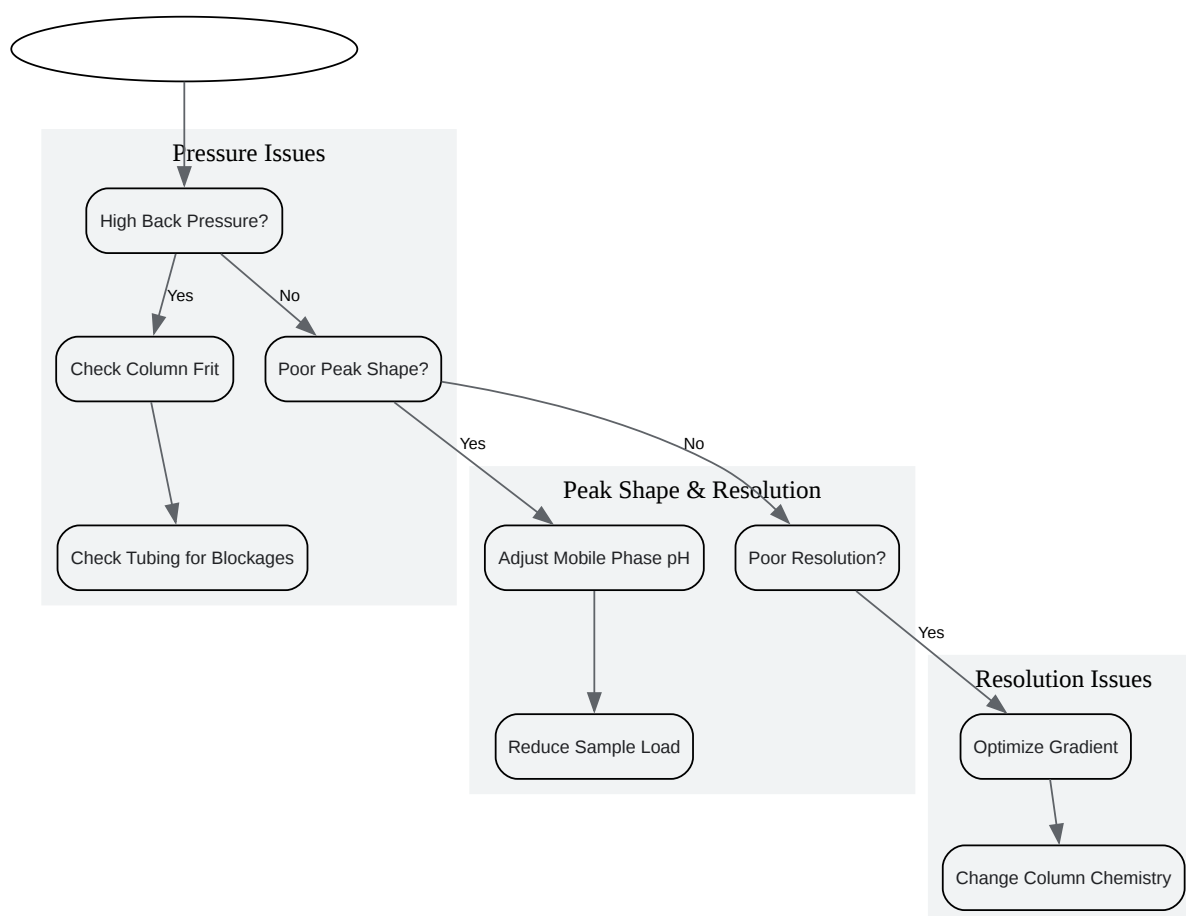 Pressure Issues
High Back Pressure?
Yes
No
Check Column Frit
Poor Peak Shape?
Yes
No
Peak Shape & Resolution
Check Tubing for Blockages
Adjust Mobile Phase pH
Poor Resolution?
Yes
Resolution Issues
Reduce Sample Load
Optimize Gradient
Change Column Chemistry